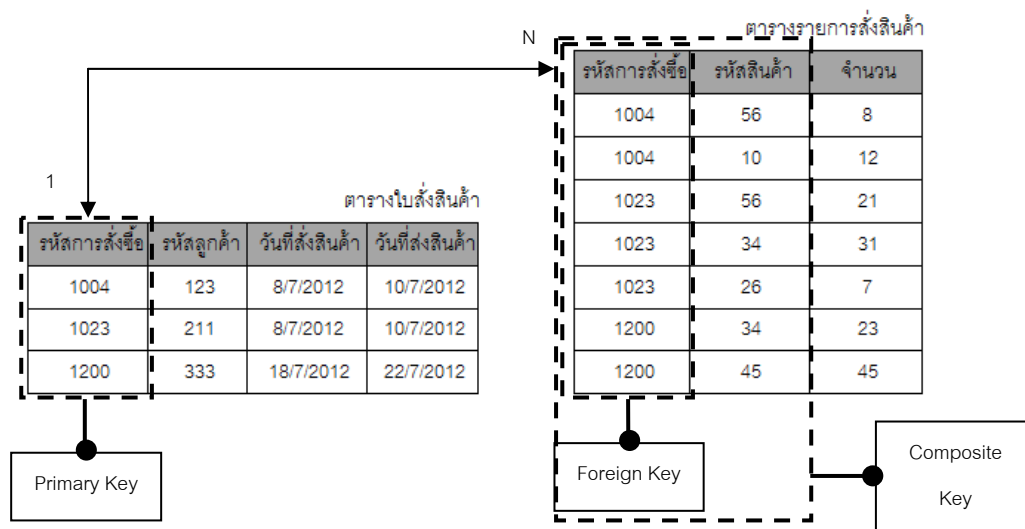 N
ตารางรายการสั่งสินค้า
รหัสการสั่งซื้อ รหัสสินค้า จำนวน
1004 56 8
1004 10 12
1023 56 21
1023 34 31
1023 26 7
1200 34 23
1200 45 45
1
ตารางใบสั่งสินค้า
รหัสการสั่งซื้อ รหัสลูกค้า วันที่สั่งสินค้า วันที่ส่งสินค้า
1004 123 8/7/2012 10/7/2012
1023 211 8/7/2012 10/7/2012
1200 333 18/7/2012 22/7/2012
Primary Key
Foreign Key
Composite
Key